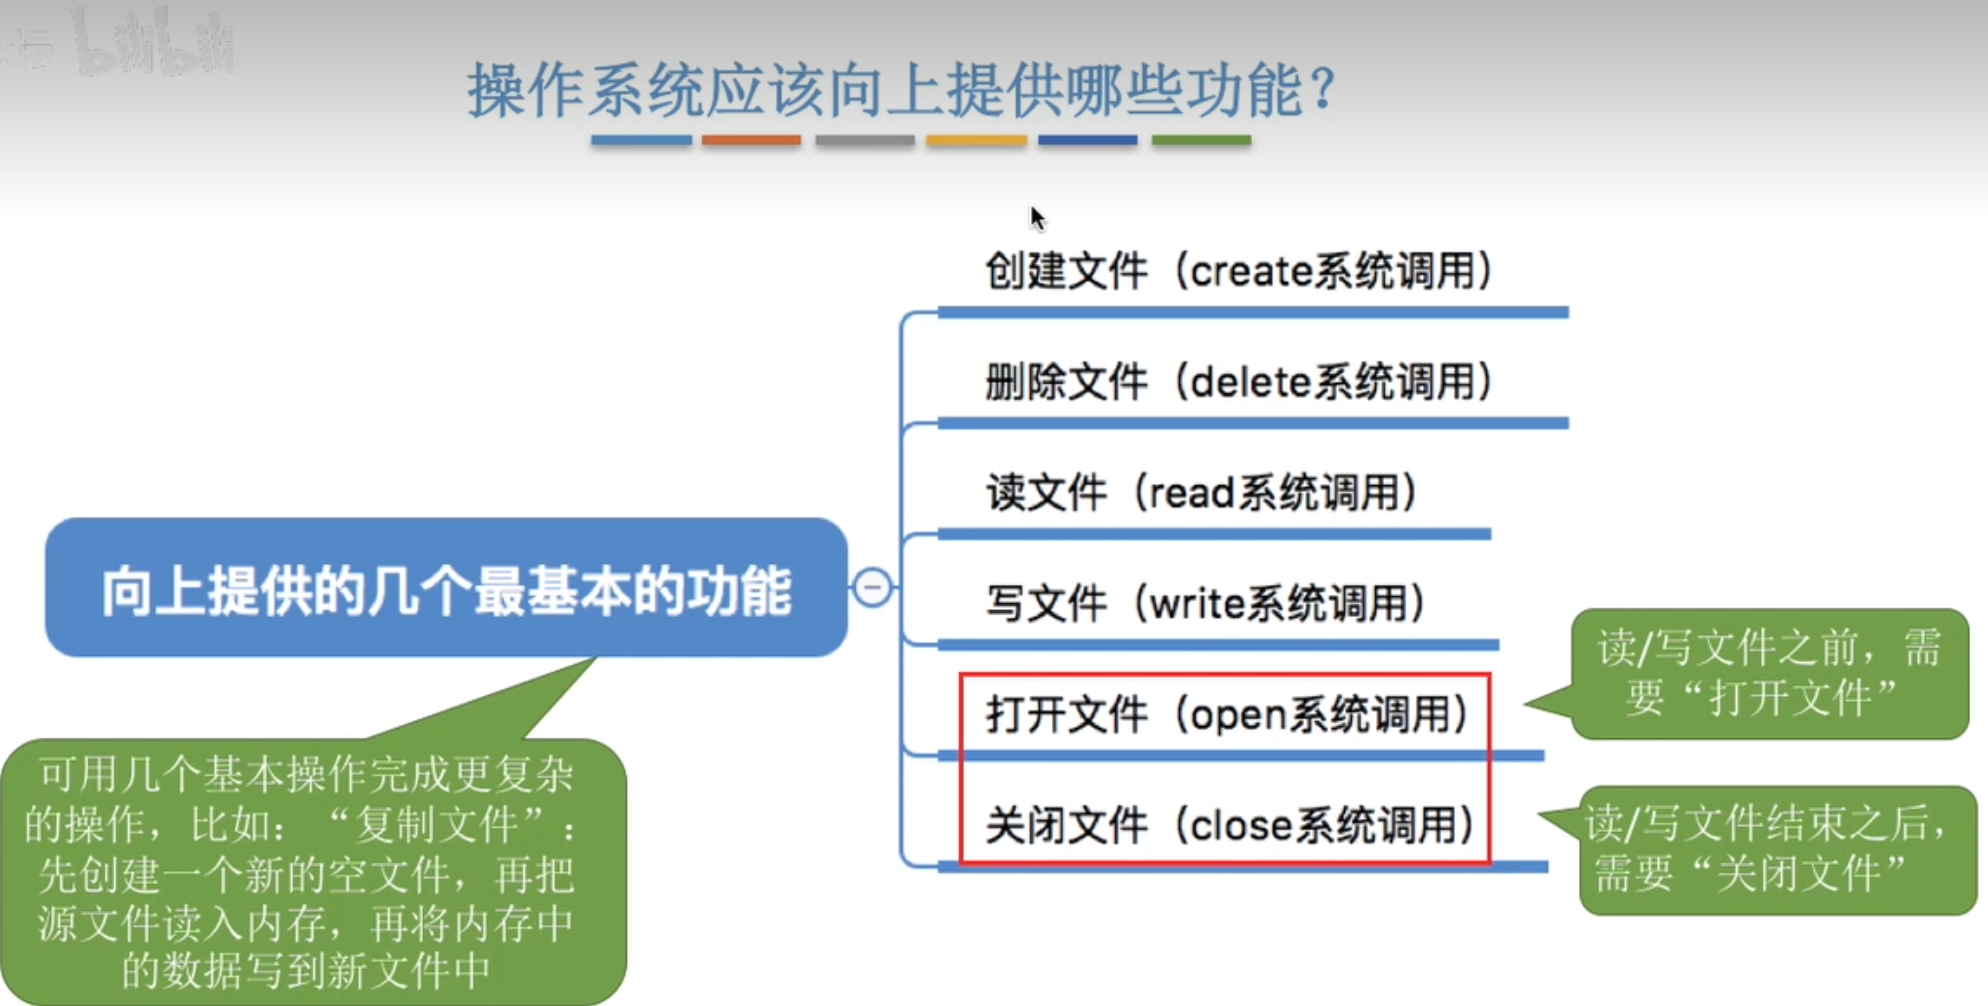 坛 bilibili
操作系统应该向上提供哪些功能？
创建文件（create系统调用）
删除文件（delete系统调用）
读文件（read系统调用）
写文件（write系统调用）
打开文件（open系统调用）
关闭文件（close系统调用）
向上提供的几个最基本的功能
读/写文件之前，需
要“打开文件”
读/写文件结束之后，
需要“关闭文件”
可用几个基本操作完成更复杂
的操作，比如：“复制文件”：
先创建一个新的空文件，再把
源文件读入内存，再将内存中
的数据写到新文件中